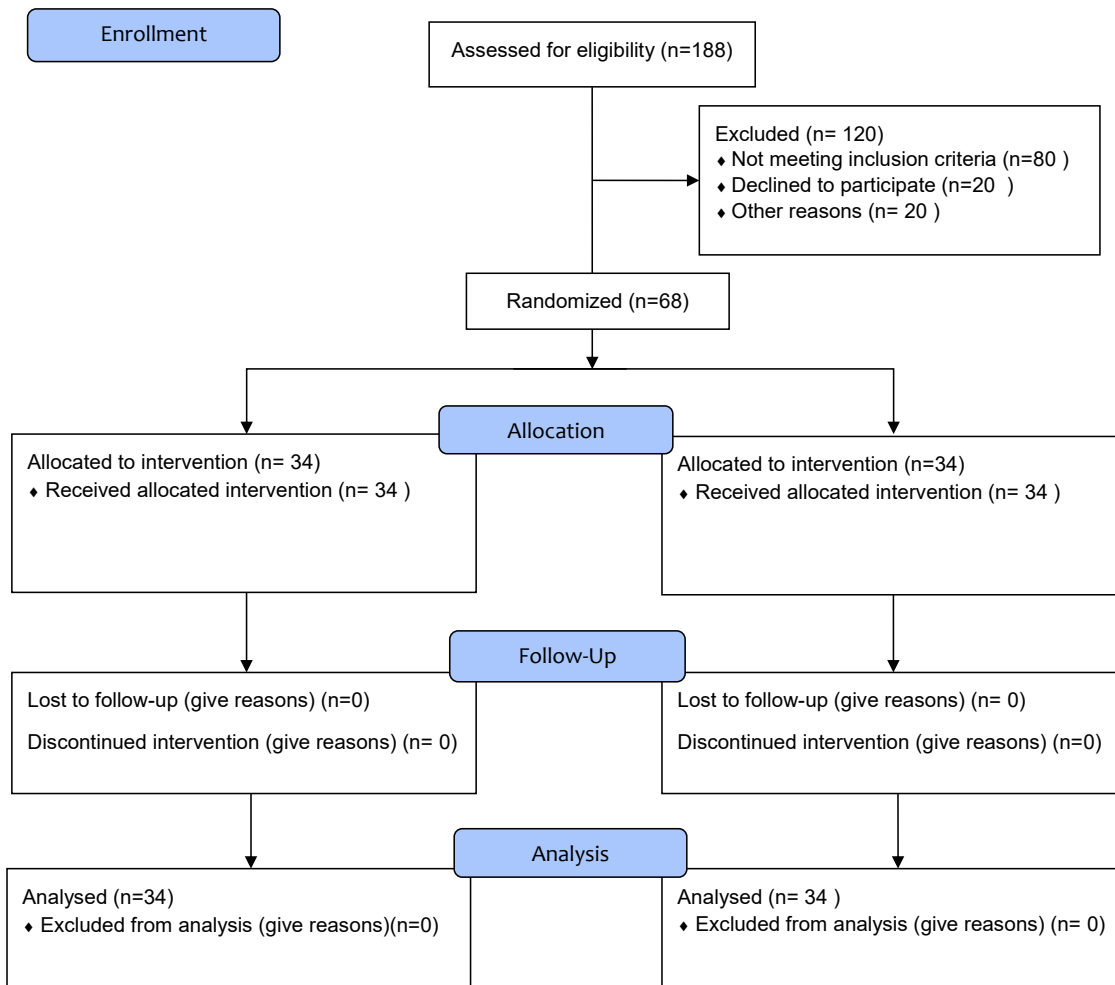 Enrollment
Assessed for eligibility (n=188)
Excluded (n= 120)
♦ Not meeting inclusion criteria (n=80 )
♦ Declined to participate (n=20  )
♦ Other reasons (n= 20 )
Randomized (n=68)
Allocation
Allocated to intervention (n= 34)
♦ Received allocated intervention (n= 34 )
Allocated to intervention (n=34)
♦ Received allocated intervention (n= 34 )
Follow-Up
Lost to follow-up (give reasons) (n=0)
Discontinued intervention (give reasons) (n= 0)
Lost to follow-up (give reasons) (n= 0)
Discontinued intervention (give reasons) (n=0)
Analysis
Analysed (n=34)
♦ Excluded from analysis (give reasons)(n=0)
Analysed (n= 34 )
♦ Excluded from analysis (give reasons) (n= 0)